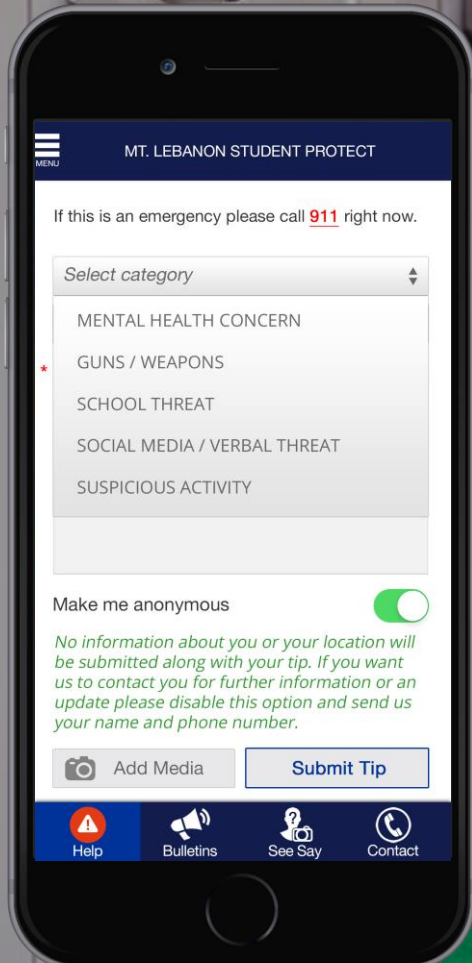 MENU
MT. LEBANON STUDENT PROTECT
If this is an emergency please call 911 right now.
Select category
MENTAL HEALTH CONCERN
*
GUNS / WEAPONS
SCHOOL THREAT
SOCIAL MEDIA / VERBAL THREAT
SUSPICIOUS ACTIVITY
Make me anonymous
No information about you or your location will
be submitted along with your tip. If you want
us to contact you for further information or an
update please disable this option and send us
your name and phone number.
Add Media
Submit Tip
Help
Bulletins
See Say
Contact